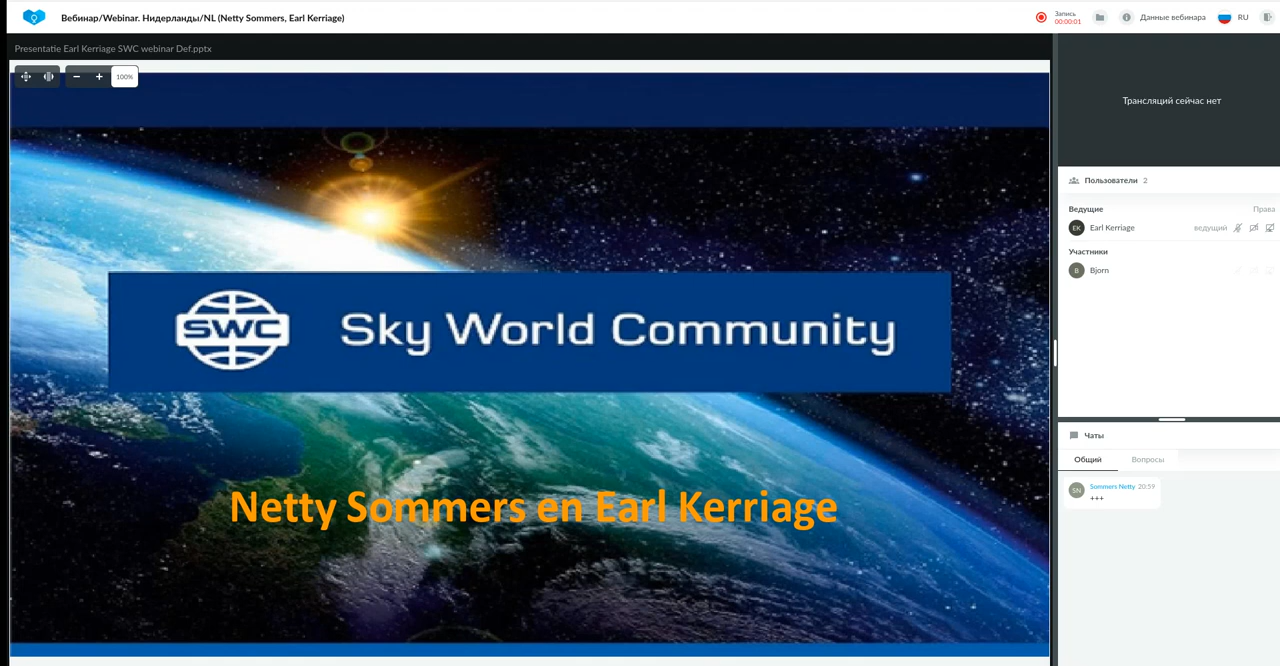 Вебинар/Webinar. Нидерланды/NL (Netty Sommers, Earl Kerriage)
Запись
00:00:01
Данные вебинара
RU
Presentatie Earl Kerriage SWC webinar Def.pptx
100%
SWC
Sky World Community
Netty Sommers en Earl Kerriage
Трансляций сейчас нет
Пользователи 2
Ведущие Права
EK Earl Kerriage ведущий
Участники
B Bjorn
Чаты
Общий Вопросы
SN Sommers Netty 20:59
+++